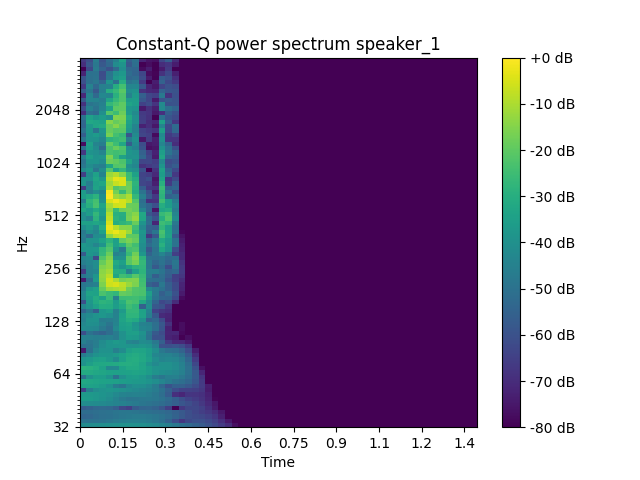 Constant-Q power spectrum speaker_1
Hz
2048
1024
512
256
128
64
32
0
0.15
0.3
0.45
0.6
0.75
0.9
1.1
1.2
1.4
Time
+0 dB
-10 dB
-20 dB
-30 dB
-40 dB
-50 dB
-60 dB
-70 dB
-80 dB